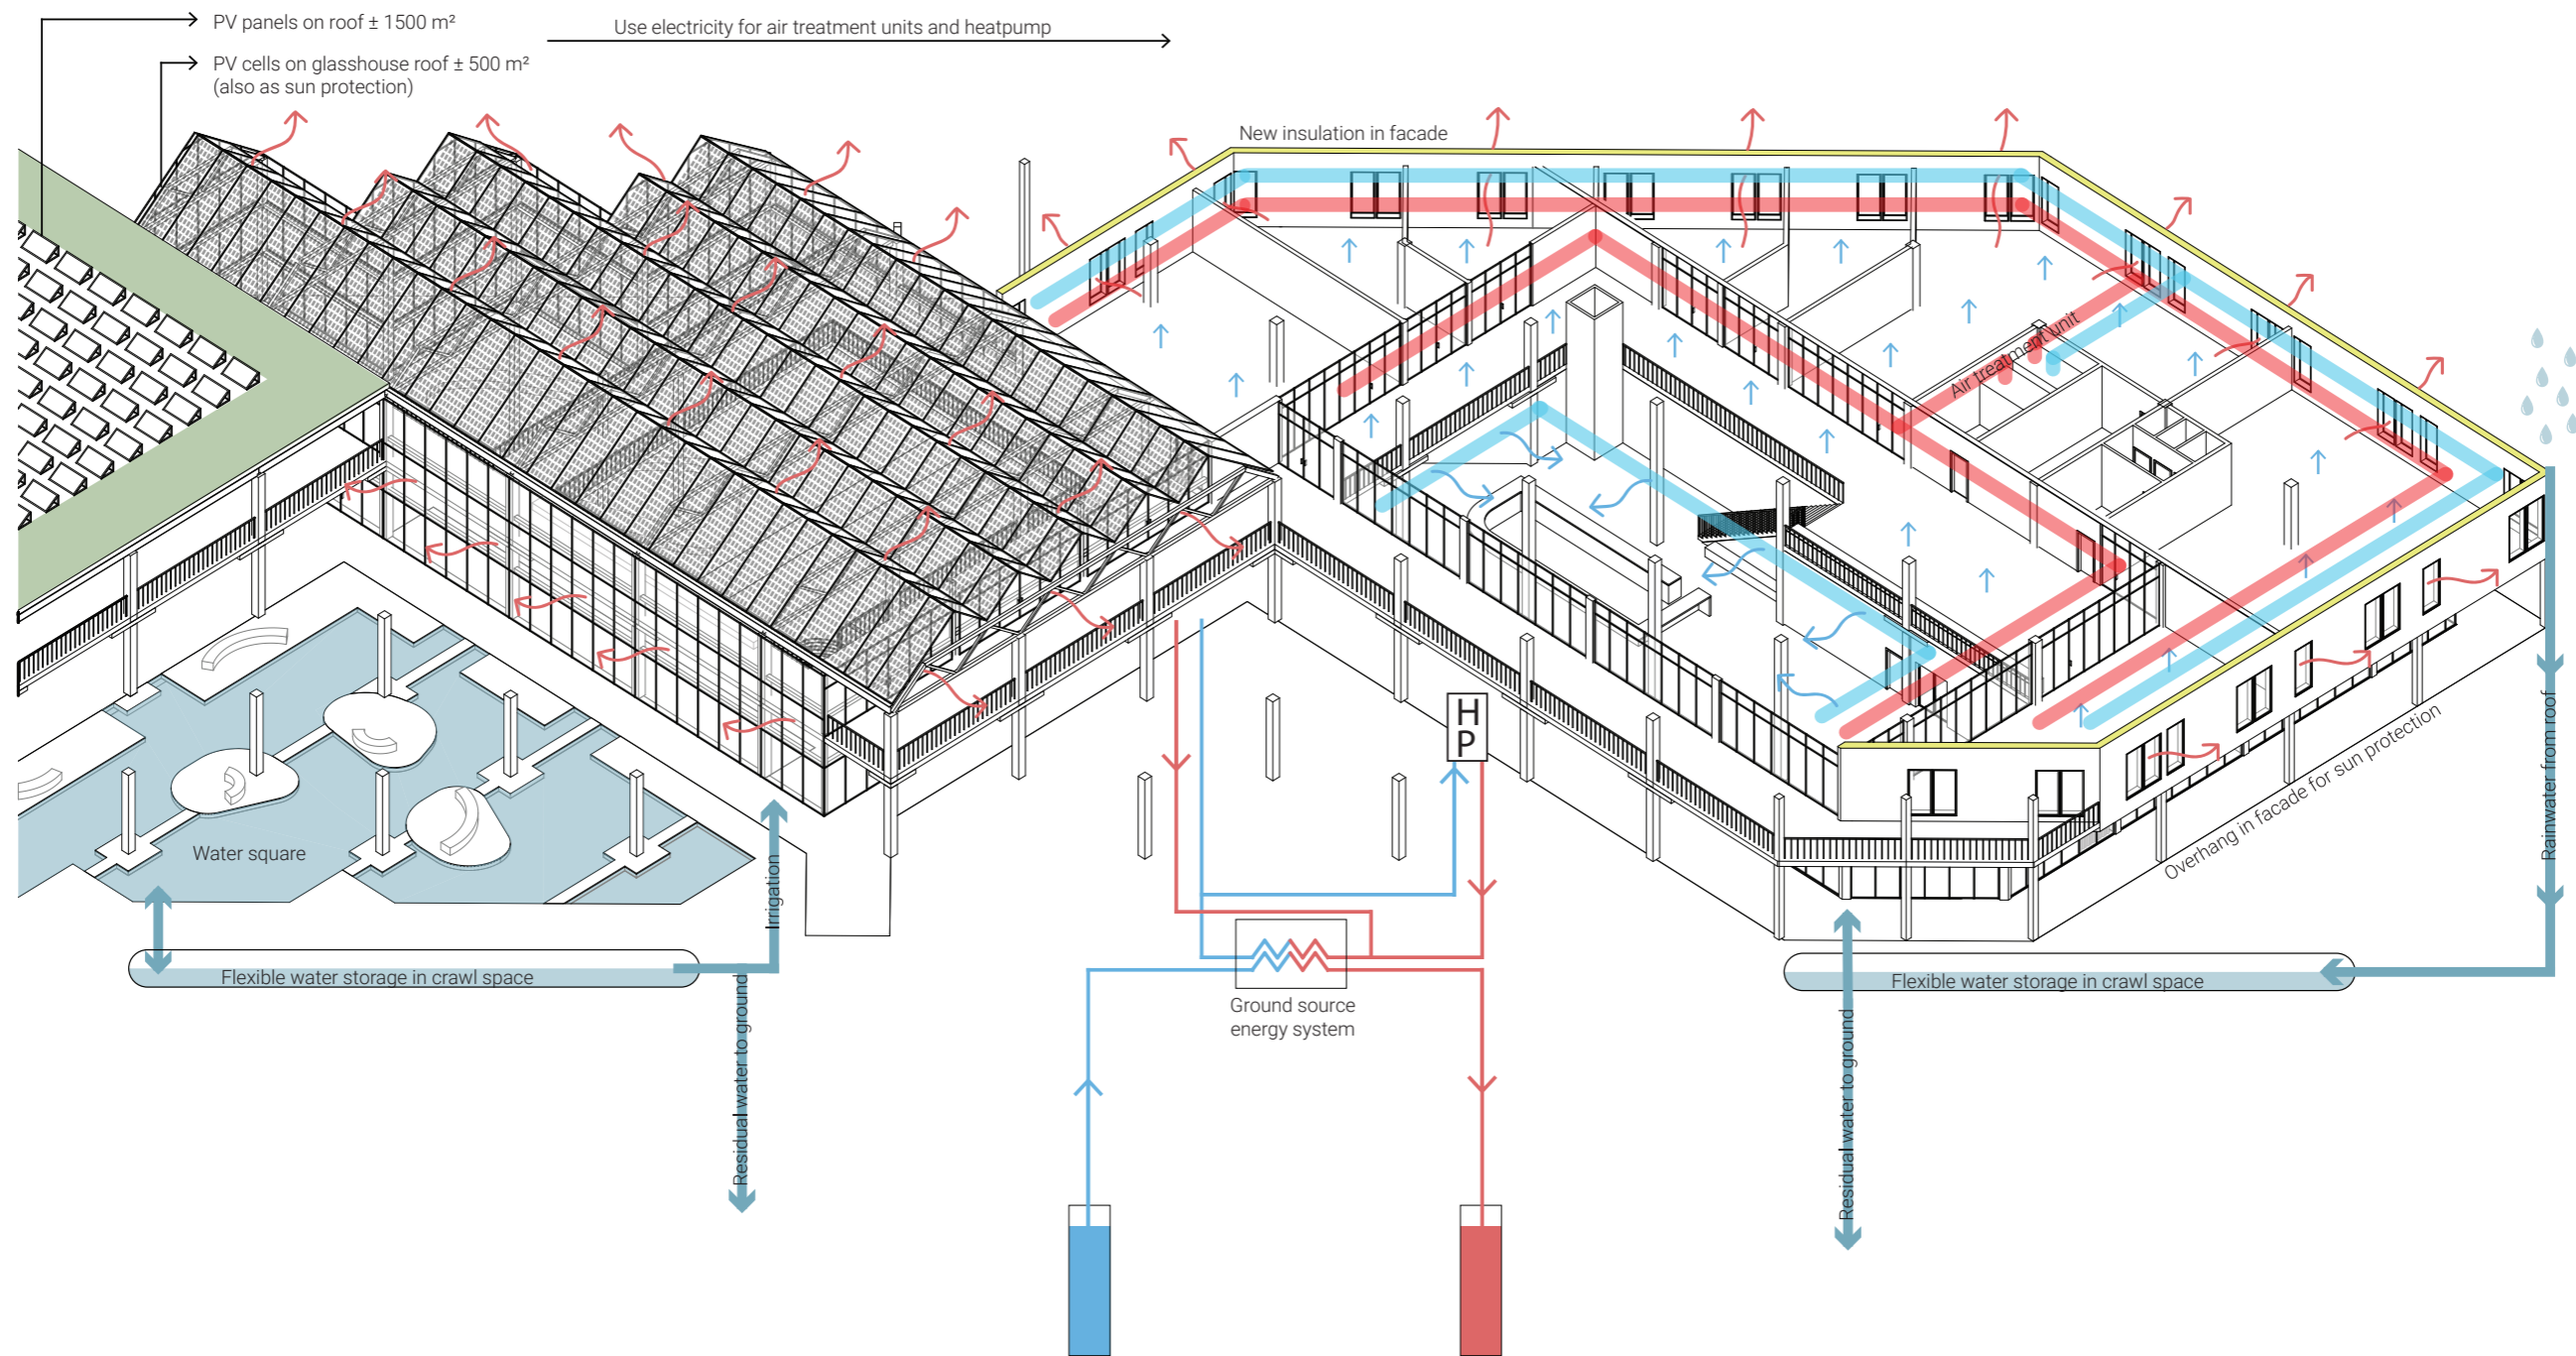 PV panels on roof ± 1500 m²
Use electricity for air treatment units and heatpump
PV cells on glasshouse roof ± 500 m²
(also as sun protection)
New insulation in facade
Air treatment unit
H
P
Rainwater from roof
Overhang in facade for sun protection
Water square
Irrigation
Flexible water storage in crawl space
Flexible water storage in crawl space
Ground source
energy system
Residual water to ground
Residual water to ground